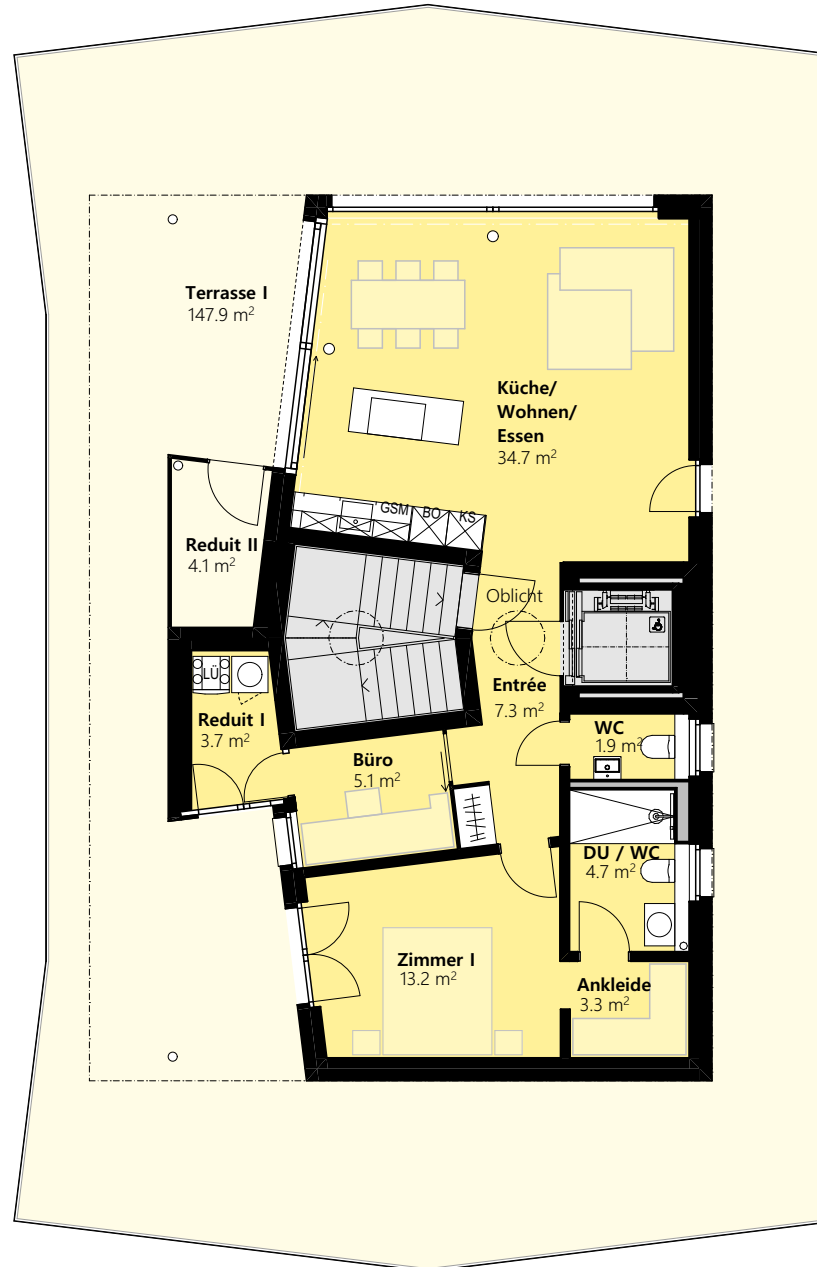 Terrasse I
147.9 m²
Küche/
Wohnen/
Essen
34.7 m²
GSM
BO
KS
Reduit II
4.1 m²
Oblicht
LÜ
Entrée
7.3 m²
Reduit I
3.7 m²
WC
1.9 m²
Büro
5.1 m²
DU / WC
4.7 m²
Zimmer I
13.2 m²
Ankleide
3.3 m²